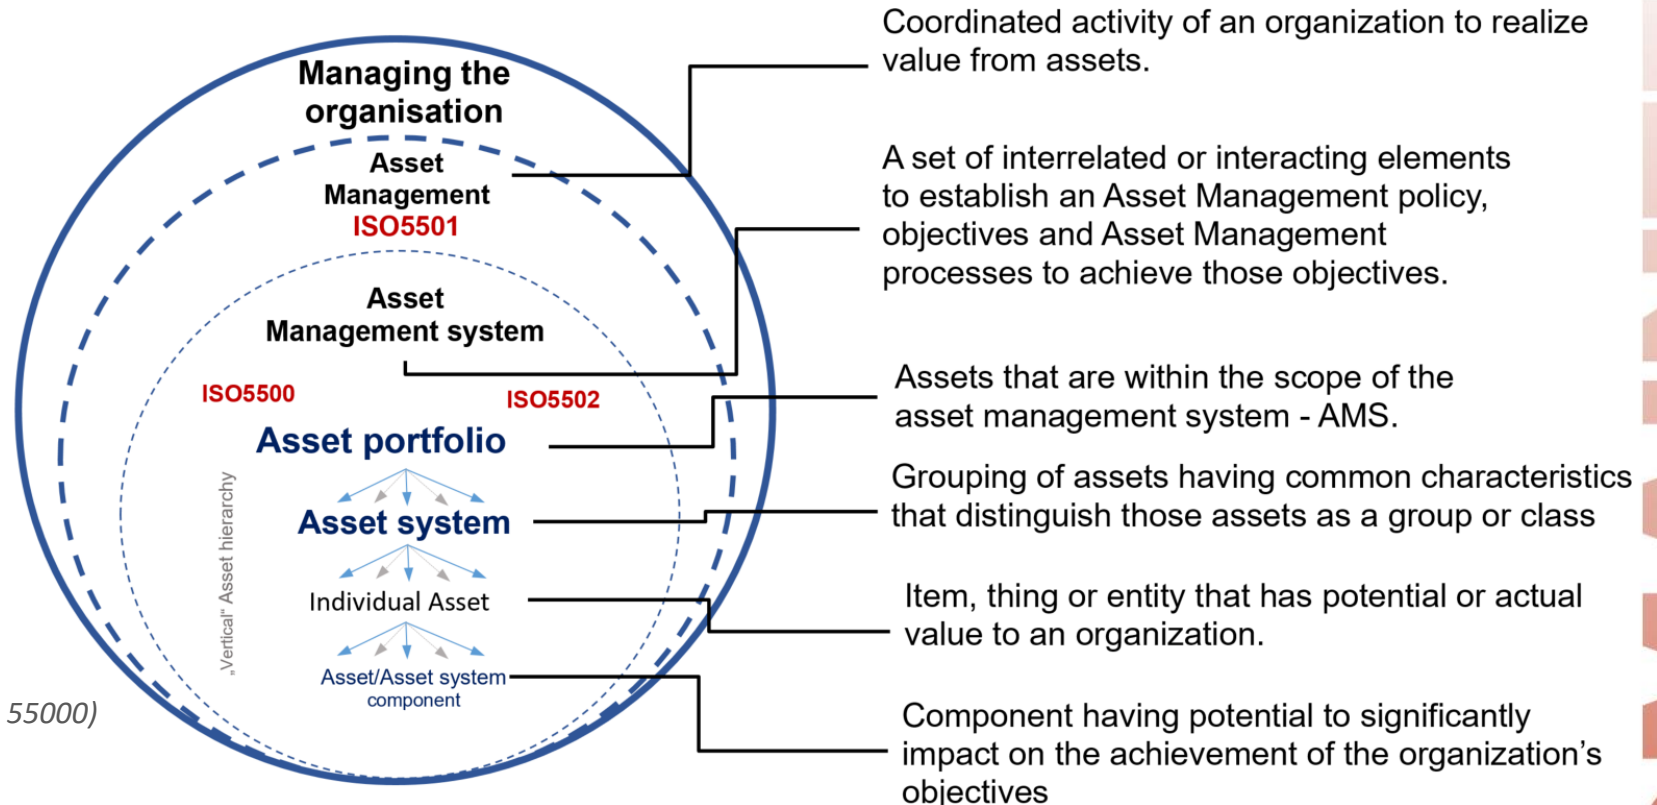 Managing the
organisation
Asset
Management
ISO5501
Asset
Management system
ISO5500
ISO5502
Asset portfolio
Asset system
Individual Asset
Asset/Asset system
component
„Vertical“ Asset hierarchy
55000)
Coordinated activity of an organization to realize
value from assets.
A set of interrelated or interacting elements
to establish an Asset Management policy,
objectives and Asset Management
processes to achieve those objectives.
Assets that are within the scope of the
asset management system - AMS.
Grouping of assets having common characteristics
that distinguish those assets as a group or class
Item, thing or entity that has potential or actual
value to an organization.
Component having potential to significantly
impact on the achievement of the organization’s
objectives